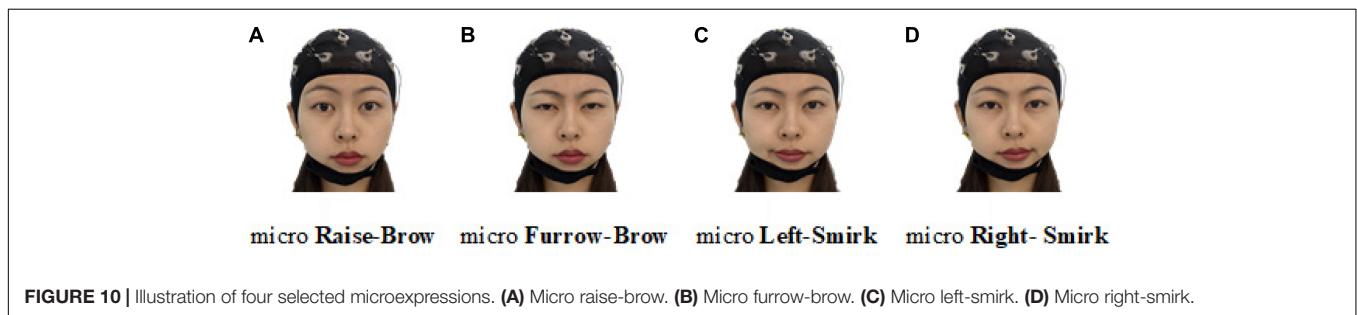 A B C D
micro Raise-Brow micro Furrow-Brow micro Left-Smirk micro Right- Smirk
FIGURE 10 | Illustration of four selected microexpressions. (A) Micro raise-brow. (B) Micro furrow-brow. (C) Micro left-smirk. (D) Micro right-smirk.